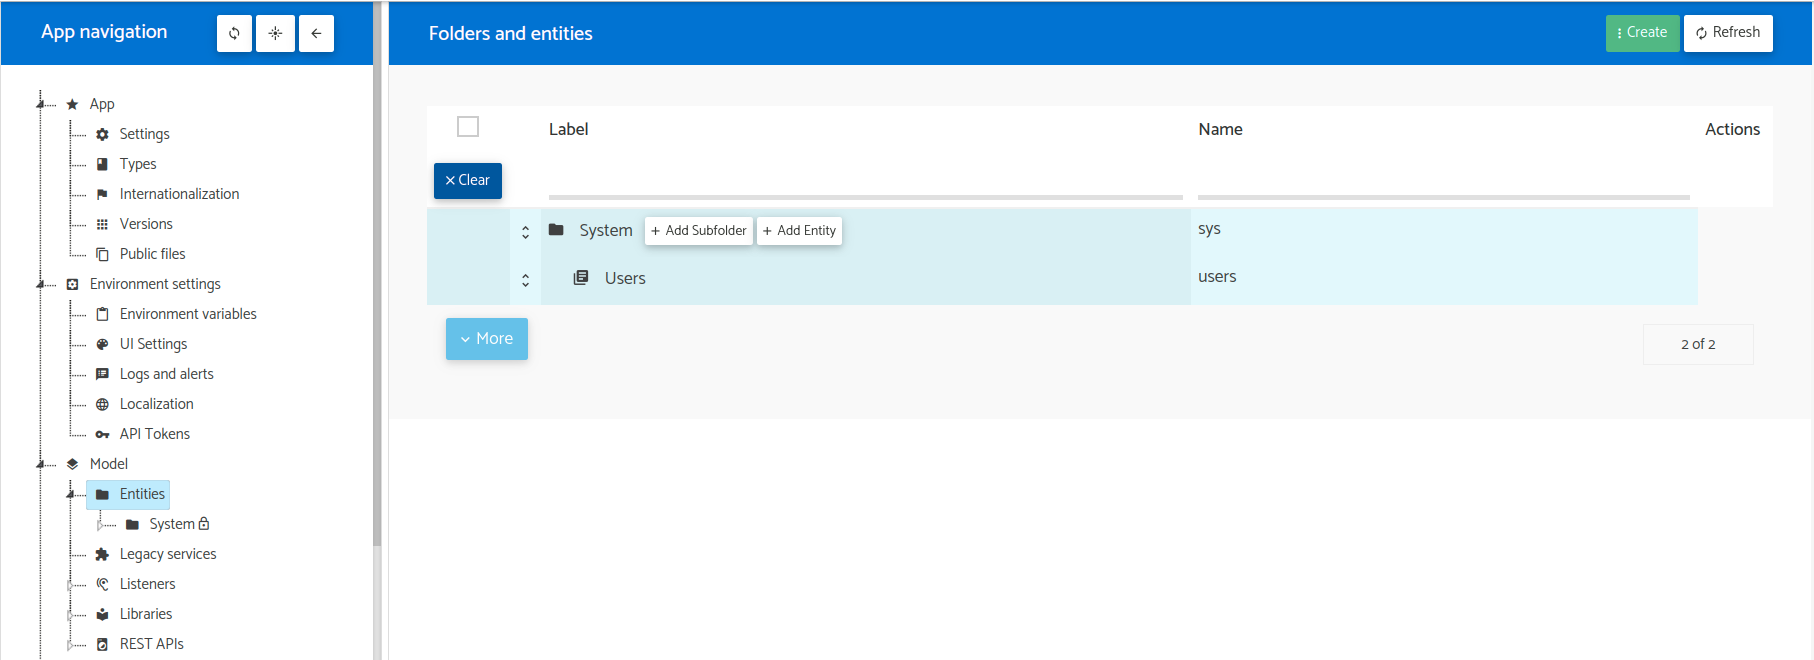 App navigation
Folders and entities
Create
Refresh
App
Settings
Types
Internationalization
Versions
Public files
Environment settings
Environment variables
UI Settings
Logs and alerts
Localization
API Tokens
Model
Entities
System
Legacy services
Listeners
Libraries
REST APIs
Label Name Actions
Clear
System + Add Subfolder + Add Entity sys
Users users
More
2 of 2